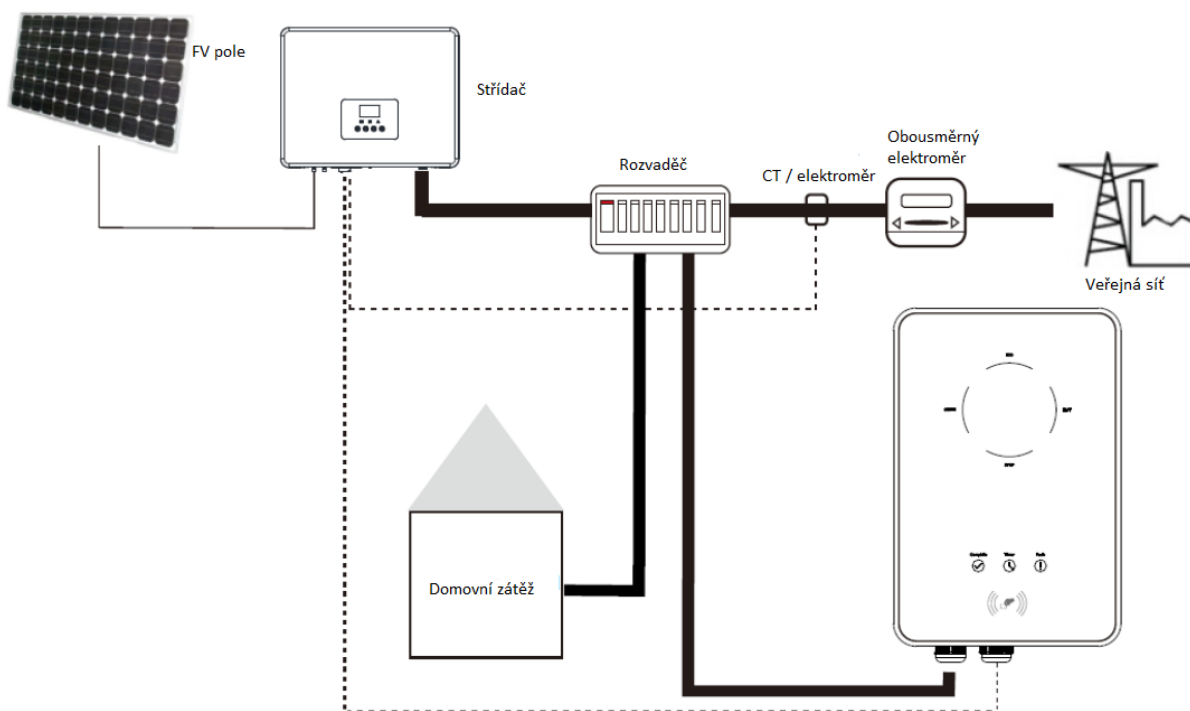 FV pole
Střídač
Rozvaděč
CT / elektroměr
Obousměrný
elektroměr
Veřejná síť
Domovní zátěž